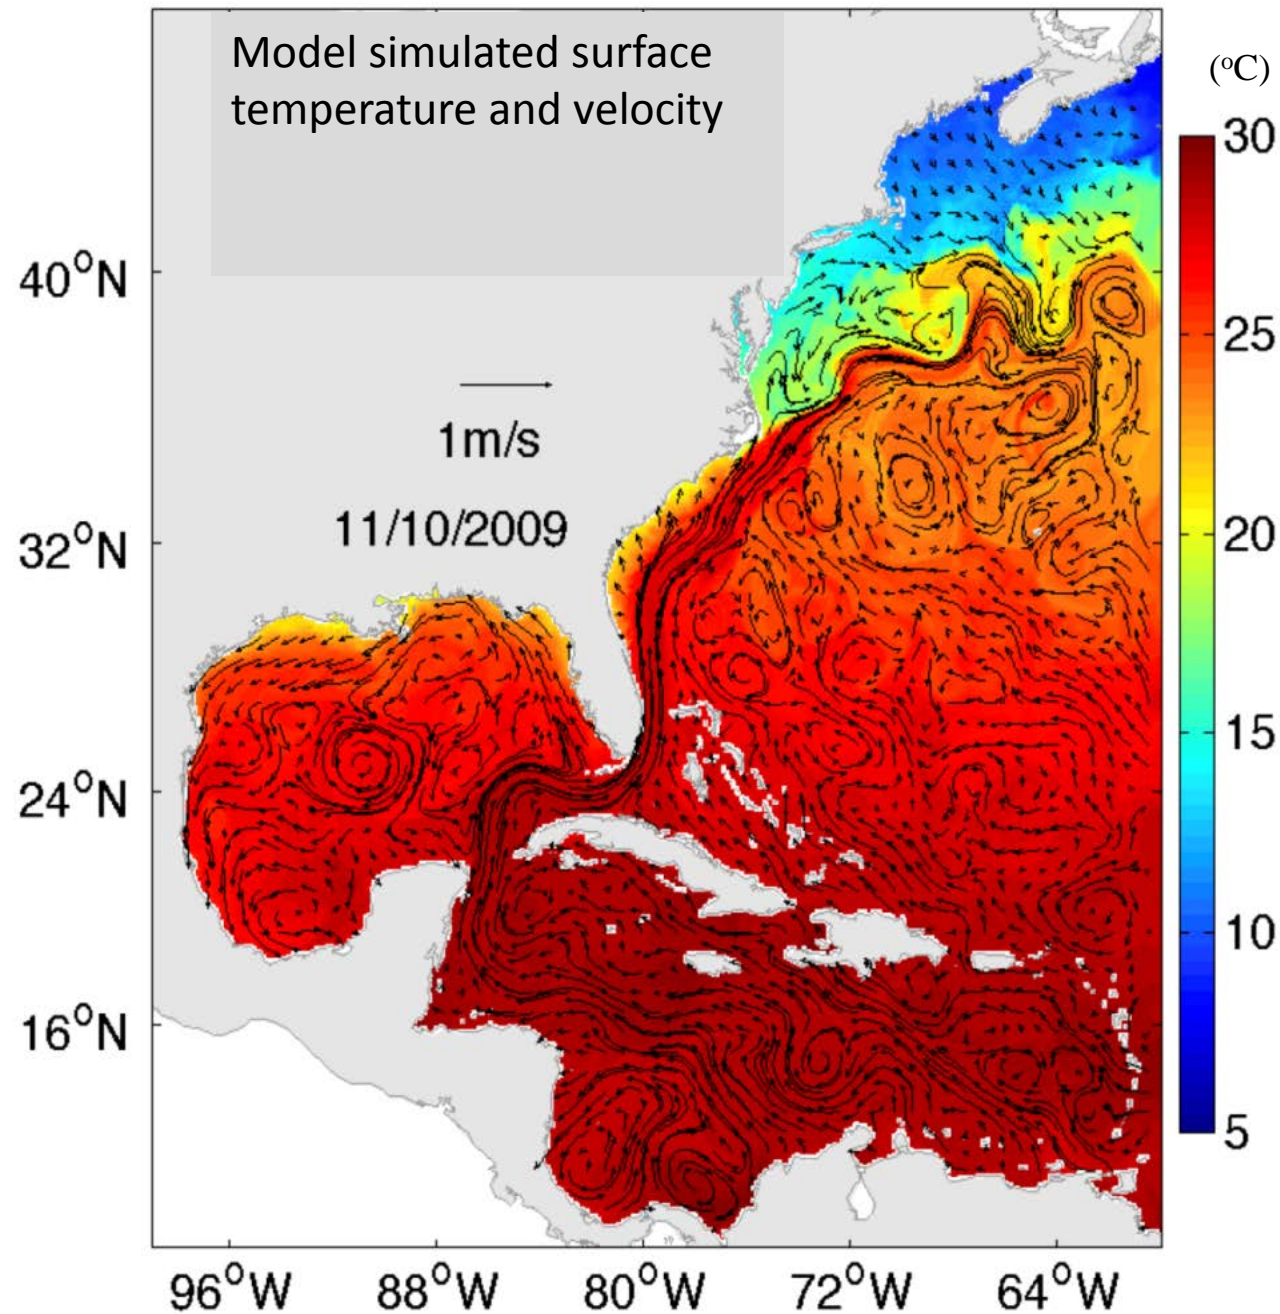 Model simulated surface
temperature and velocity
(°C)
30
25
20
15
10
5
40°N
32°N
24°N
16°N
1m/s
11/10/2009
96°W 88°W 80°W 72°W 64°W